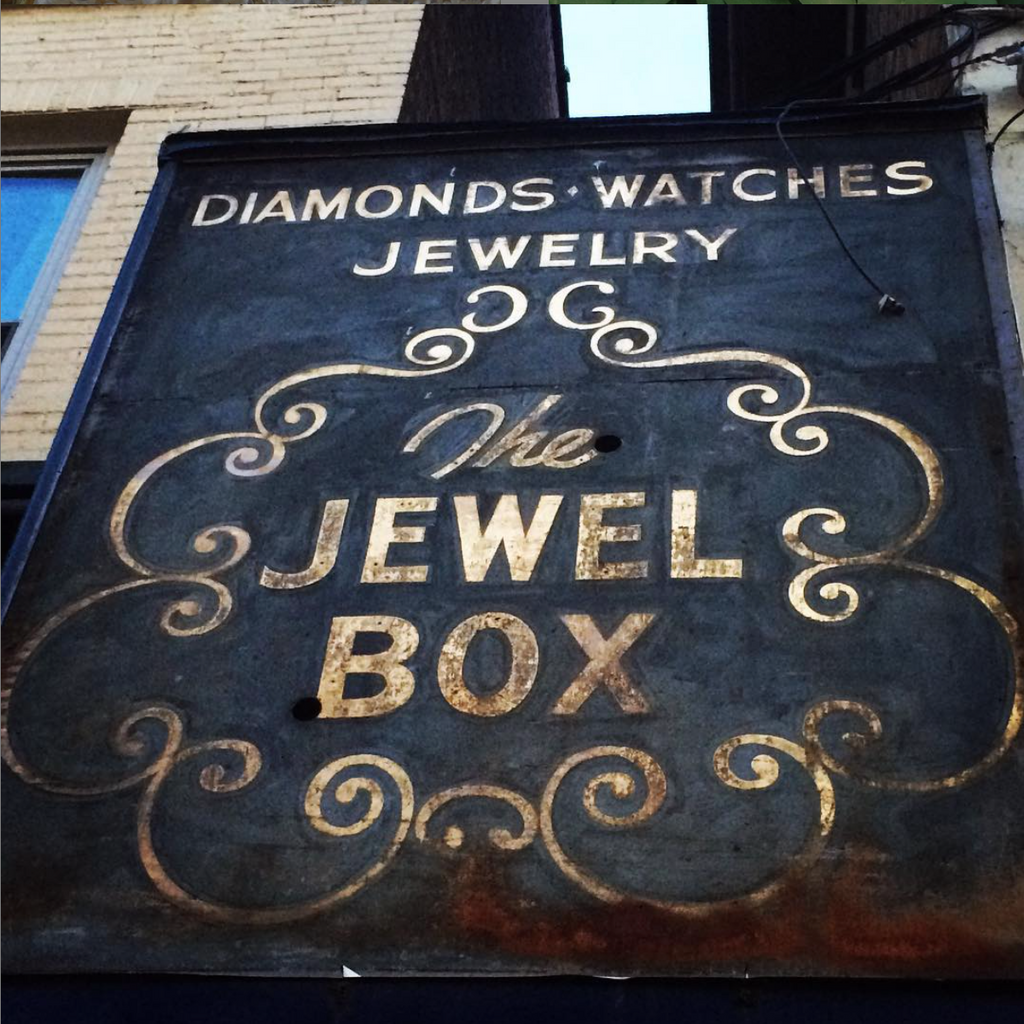 DIAMONDS · WATCHES
JEWELRY
The
JEWEL
BOX